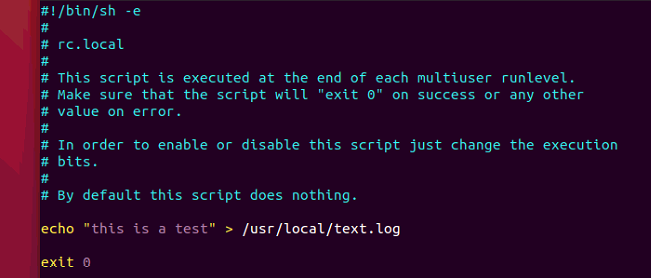 #!/bin/sh -e
#
# rc.local
#
# This script is executed at the end of each multiuser runlevel.
# Make sure that the script will "exit 0" on success or any other
# value on error.
#
# In order to enable or disable this script just change the execution
# bits.
#
# By default this script does nothing.
echo "this is a test" > /usr/local/text.log
exit 0